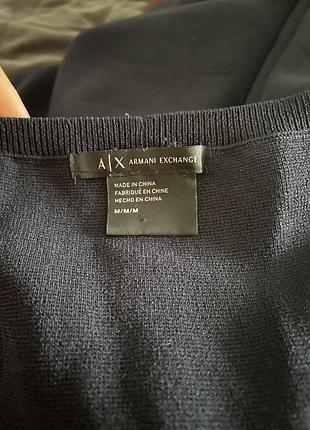 A|X ARMANI EXCHANGE
MADE IN CHINA
FABRIQUÉ EN CHINE
HECHO EN CHINA
M/M/M